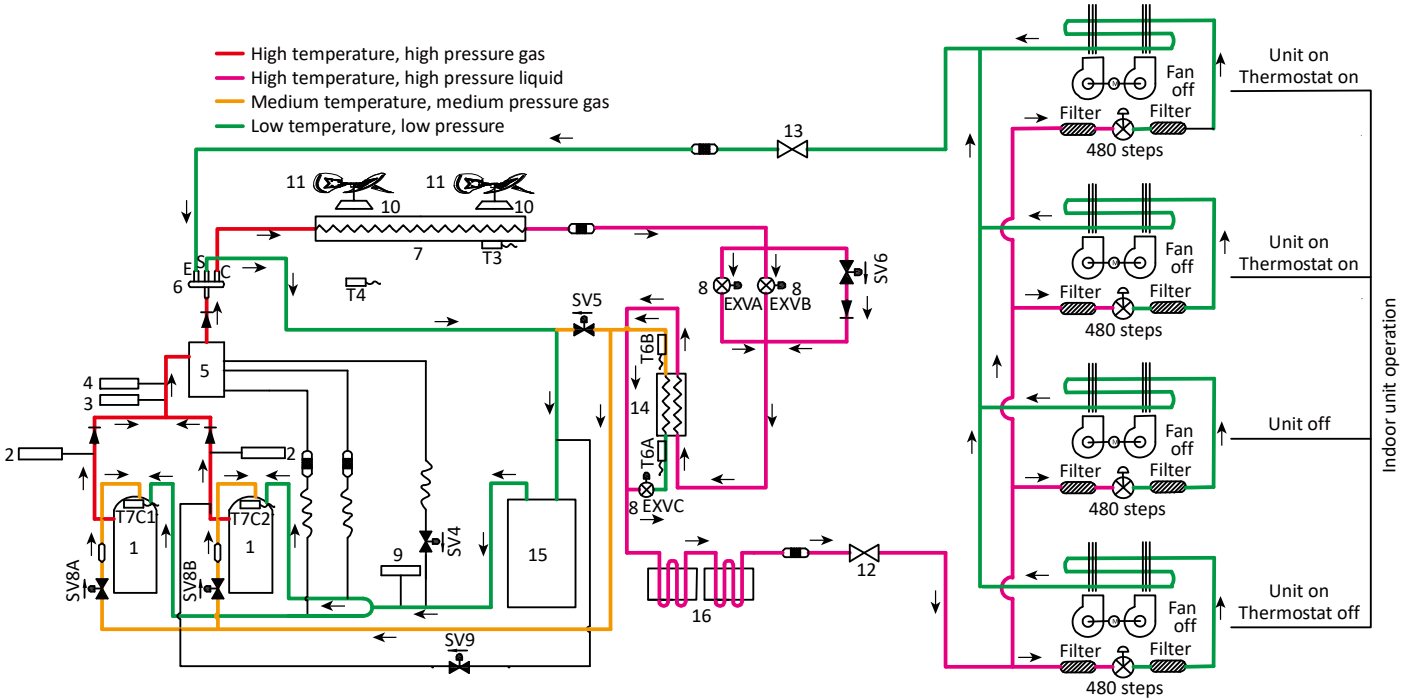 High temperature, high pressure gas
High temperature, high pressure liquid
Medium temperature, medium pressure gas
Low temperature, low pressure
13
11
10
11
10
7
T3
T4
E
S
C
6
5
4
3
2
2
T7C1
T7C2
1
1
SV8A
SV8B
SV9
SV4
9
15
SV5
T6B
14
T6A
8
EXVC
8
EXVA
8
EXVB
SV6
16
12
M
Fan
off
Filter
Filter
480 steps
Unit on
Thermostat on
M
Fan
off
Filter
Filter
480 steps
Unit on
Thermostat on
M
Fan
off
Filter
Filter
480 steps
Unit off
M
Fan
off
Filter
Filter
480 steps
Unit on
Thermostat off
Indoor unit operation